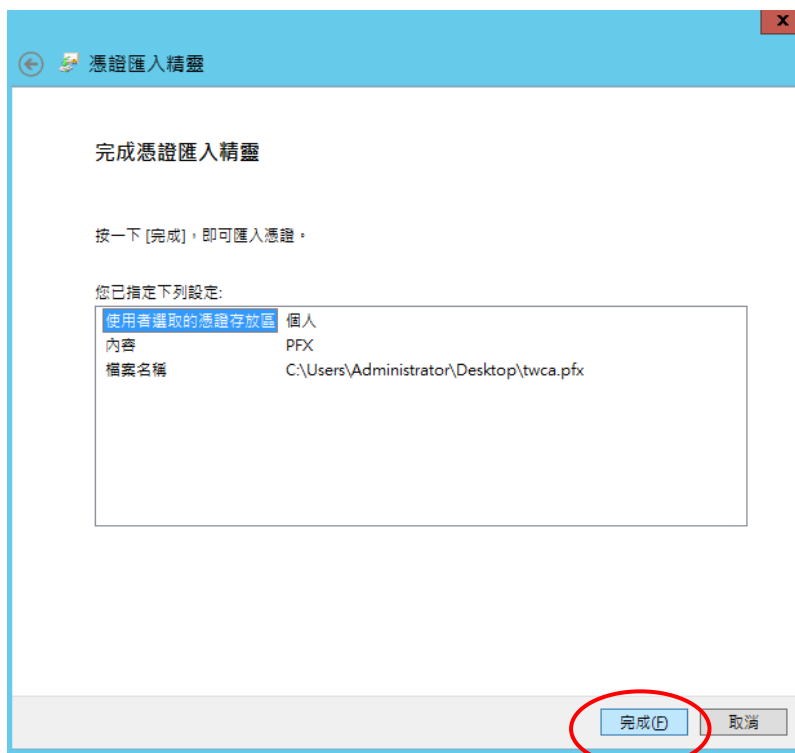 X
憑證匯入精靈
完成憑證匯入精靈
按一下 [完成]，即可匯入憑證。
您已指定下列設定:
使用者選取的憑證存放區 個人
內容 PFX
檔案名稱 C:\Users\Administrator\Desktop\twca.pfx
完成(F) 取消